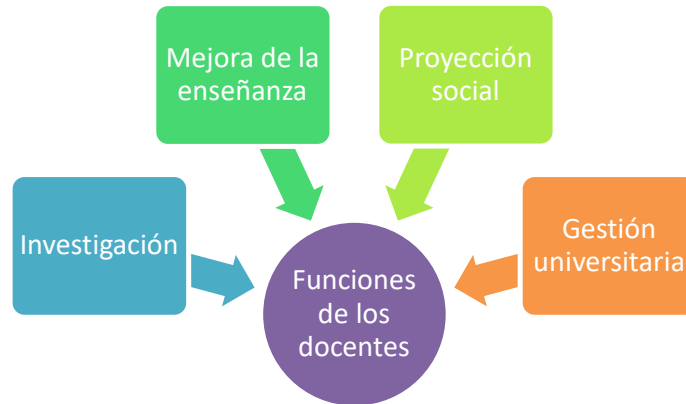 Mejora de la
enseñanza
Proyección
social
Investigación
Gestión
universitaria
Funciones
de los
docentes